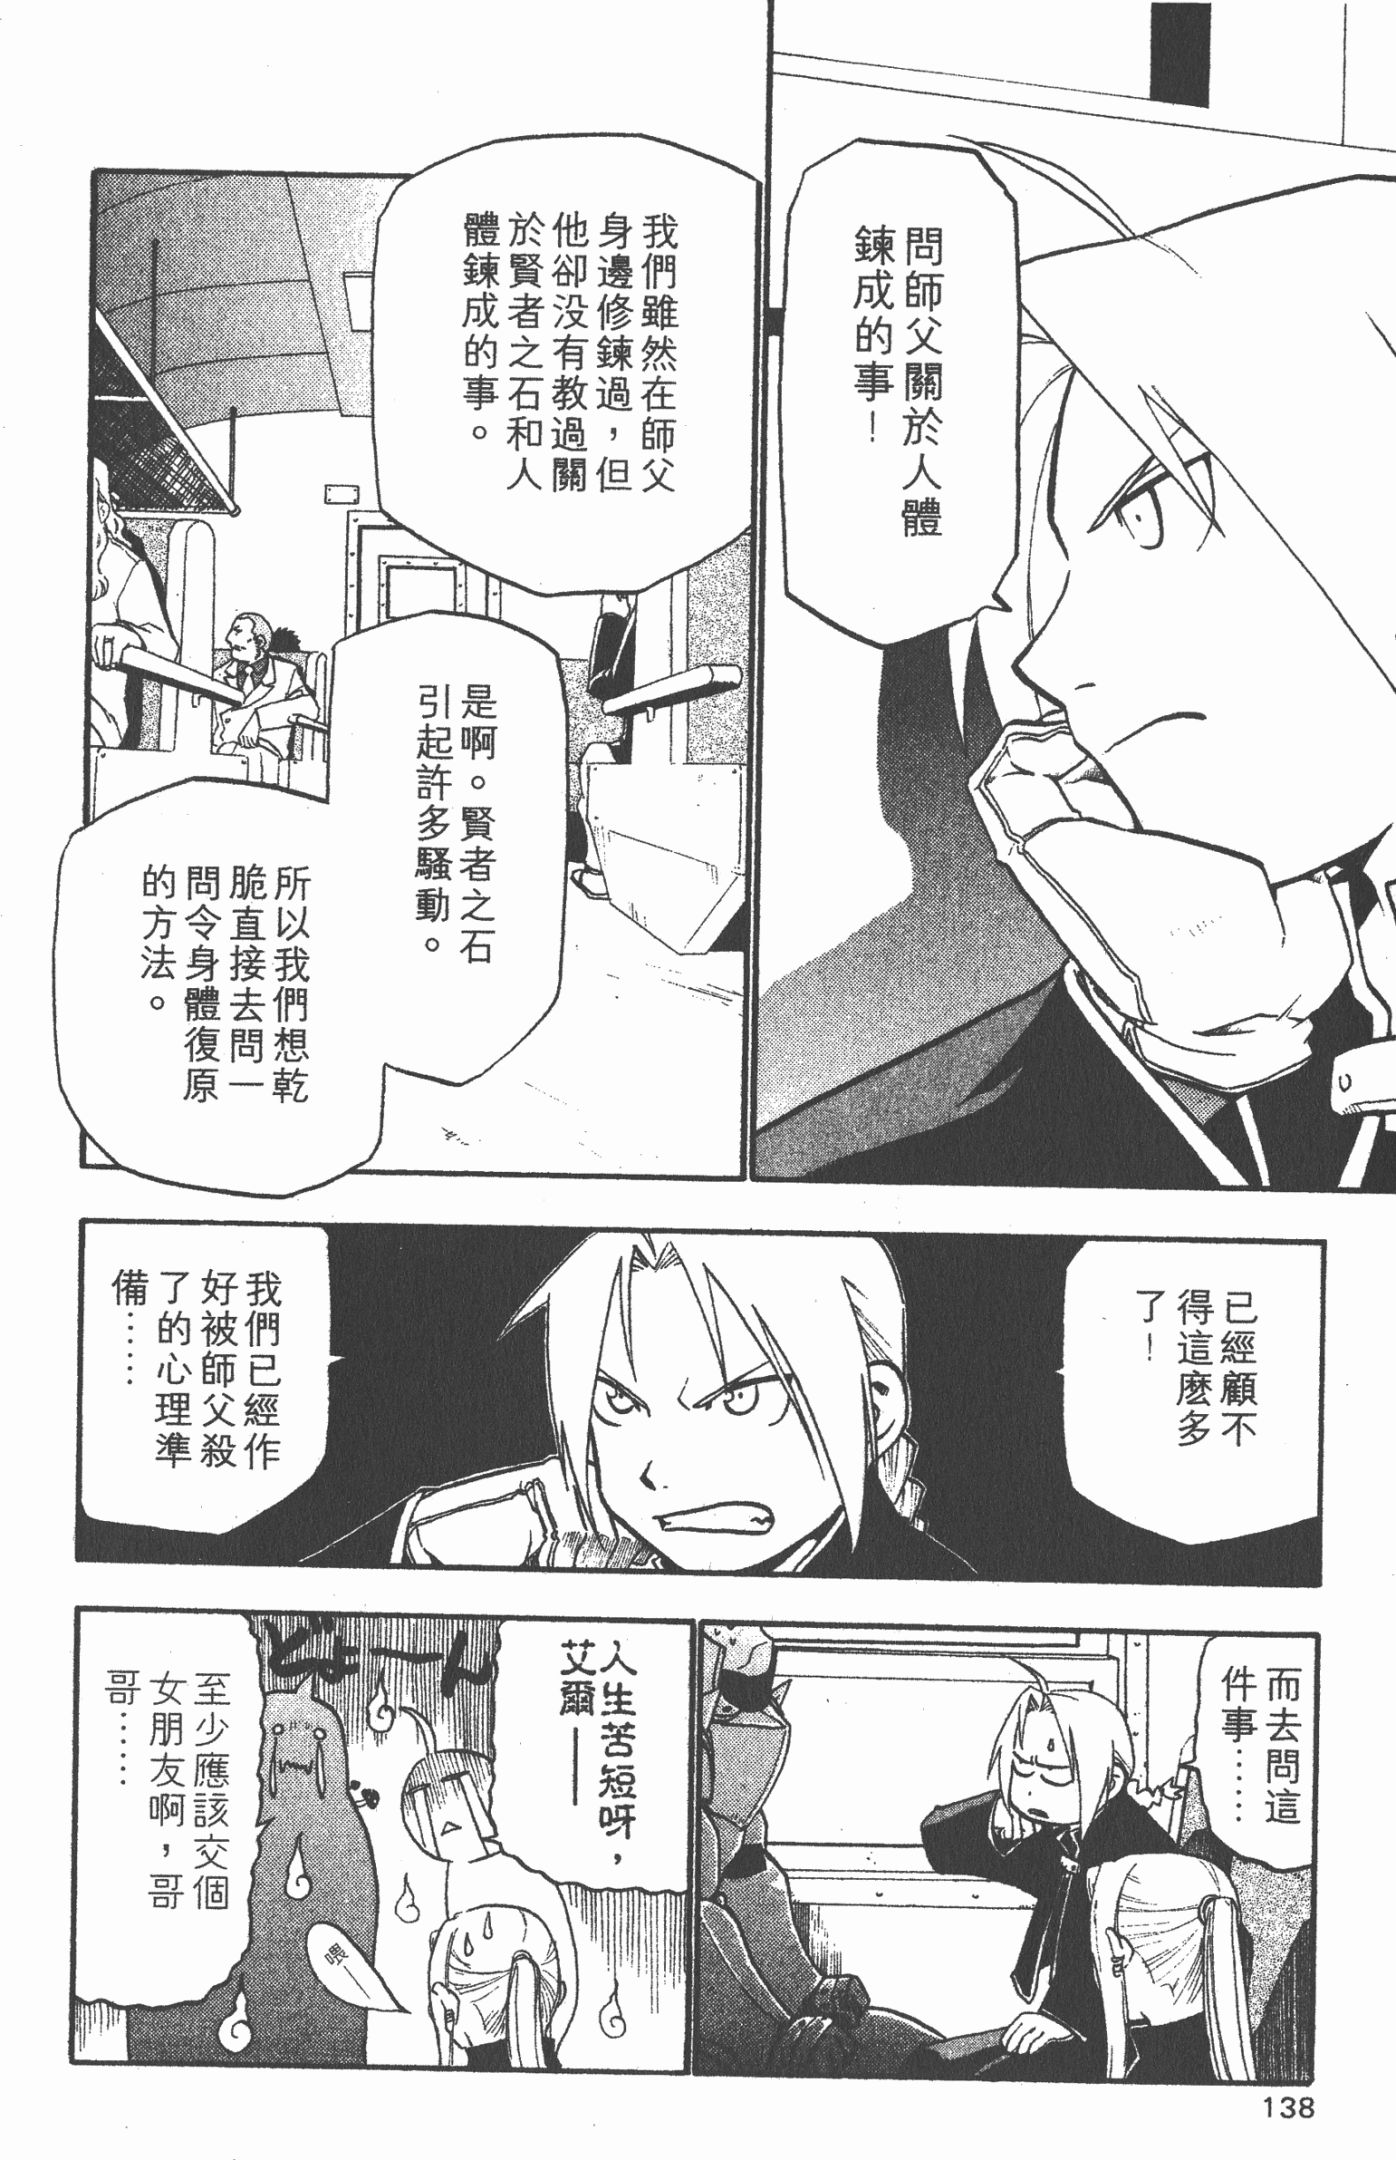 問師父關於人體
鍊成的事！
我們雖然在師父
身邊修鍊過，但
他卻沒有教過關
於賢者之石和人
體鍊成的事。
是啊。賢者之石
引起許多騷動。
所以我們想乾
脆直接去問一
問令身體復原
的方法。
已經顧不
得這麼多
了！
我們已經作
好被師父殺
了的心理準
備……
而去問這
件事……
人生苦短呀，
艾爾——
どよーーん
至少應該交個
女朋友啊，哥
哥……
喂—
138